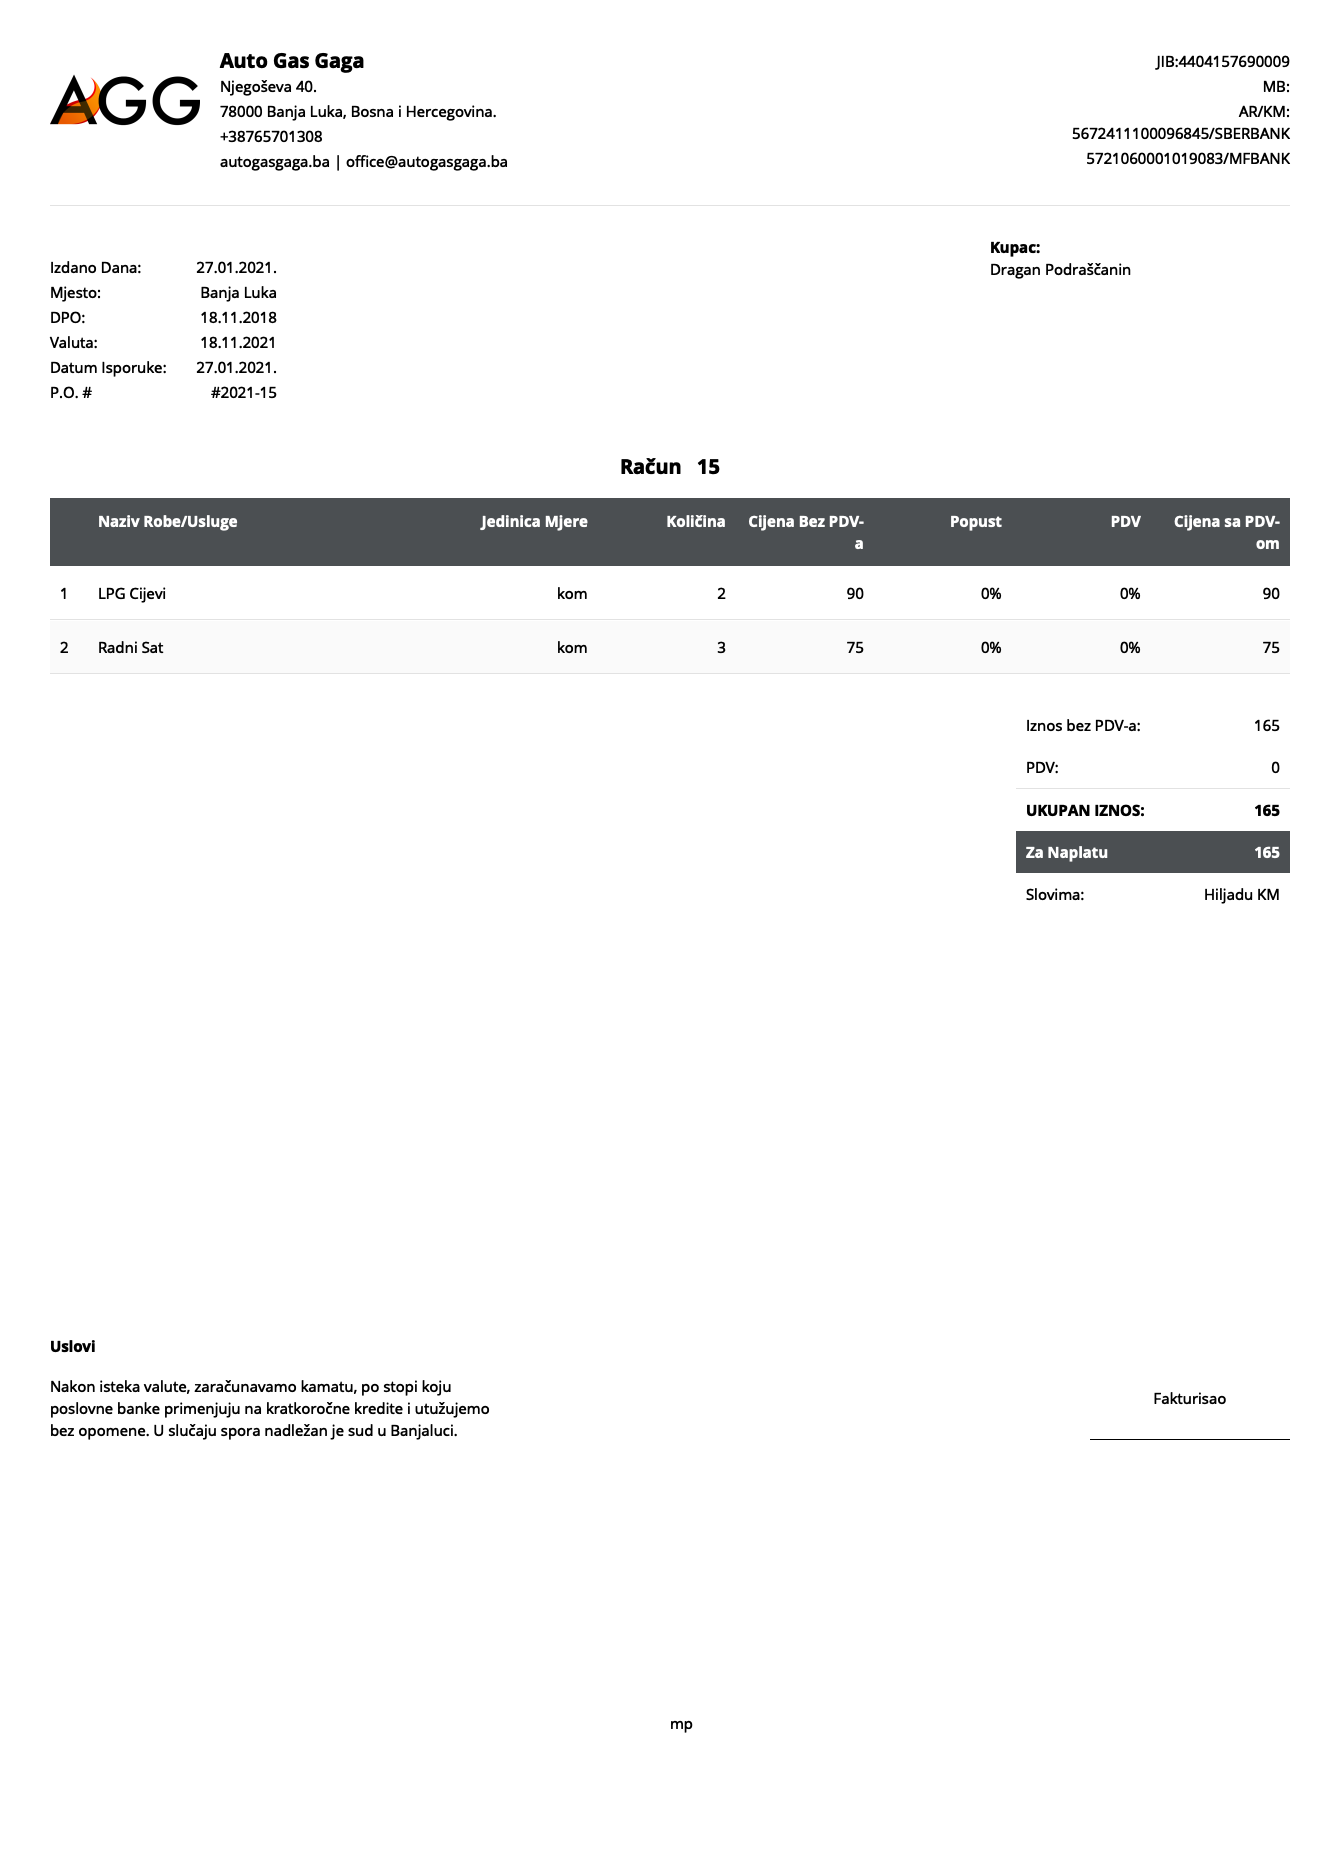 AGG
Auto Gas Gaga
Njegoševa 40.
78000 Banja Luka, Bosna i Hercegovina.
+38765701308
autogasgaga.ba | office@autogasgaga.ba
JIB:4404157690009
MB:
AR/KM:
5672411100096845/SBERBANK
5721060001019083/MFBANK
Izdano Dana: 27.01.2021.
Mjesto: Banja Luka
DPO: 18.11.2018
Valuta: 18.11.2021
Datum Isporuke: 27.01.2021.
P.O. # #2021-15
Kupac:
Dragan Podraščanin
Račun 15
Naziv Robe/Usluge Jedinica Mjere Količina Cijena Bez PDV- Popust PDV Cijena sa PDV-
a om
1 LPG Cijevi kom 2 90 0% 0% 90
2 Radni Sat kom 3 75 0% 0% 75
Iznos bez PDV-a: 165
PDV: 0
UKUPAN IZNOS: 165
Za Naplatu 165
Slovima: Hiljadu KM
Uslovi
Nakon isteka valute, zaračunavamo kamatu, po stopi koju
poslovne banke primenjuju na kratkoročne kredite i utužujemo
bez opomene. U slučaju spora nadležan je sud u Banjaluci.
Fakturisao
mp